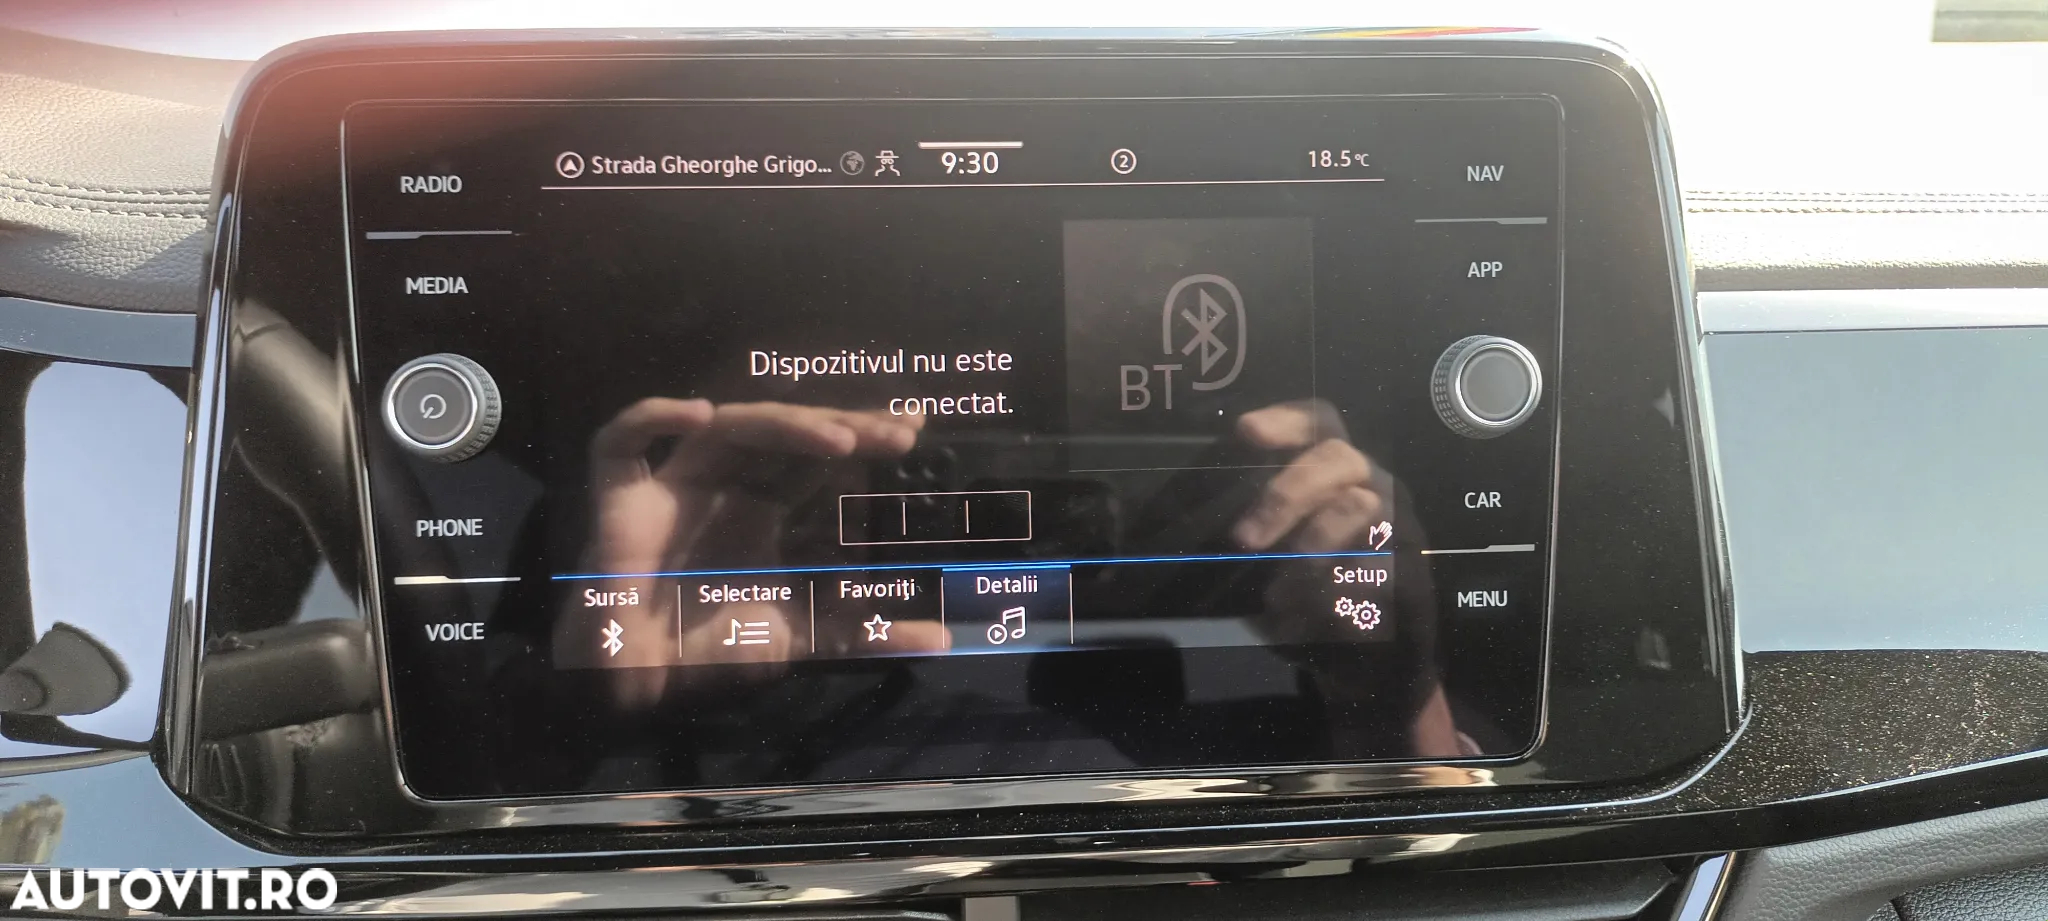 Strada Gheorghe Grigo... 9:30 2 18.5°C
RADIO
MEDIA
PHONE
VOICE
Dispozitivul nu este
conectat.
BT
Sursă Selectare Favoriți Detalii Setup
NAV
APP
CAR
MENU
AUTOVIT.RO